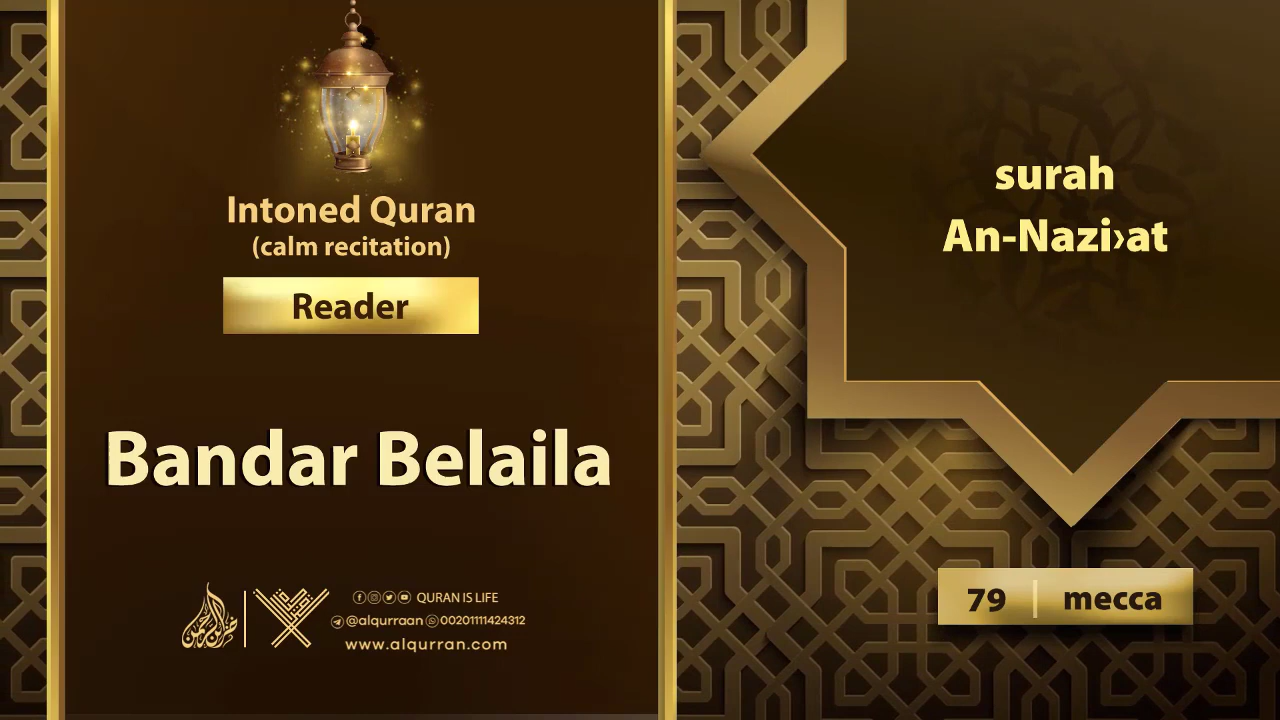 Intoned Quran
(calm recitation)
Reader
Bandar Belaila
QURAN IS LIFE
@alqurraan 00201111424312
www.alqurran.com
surah
An-Nazi›at
79 | mecca